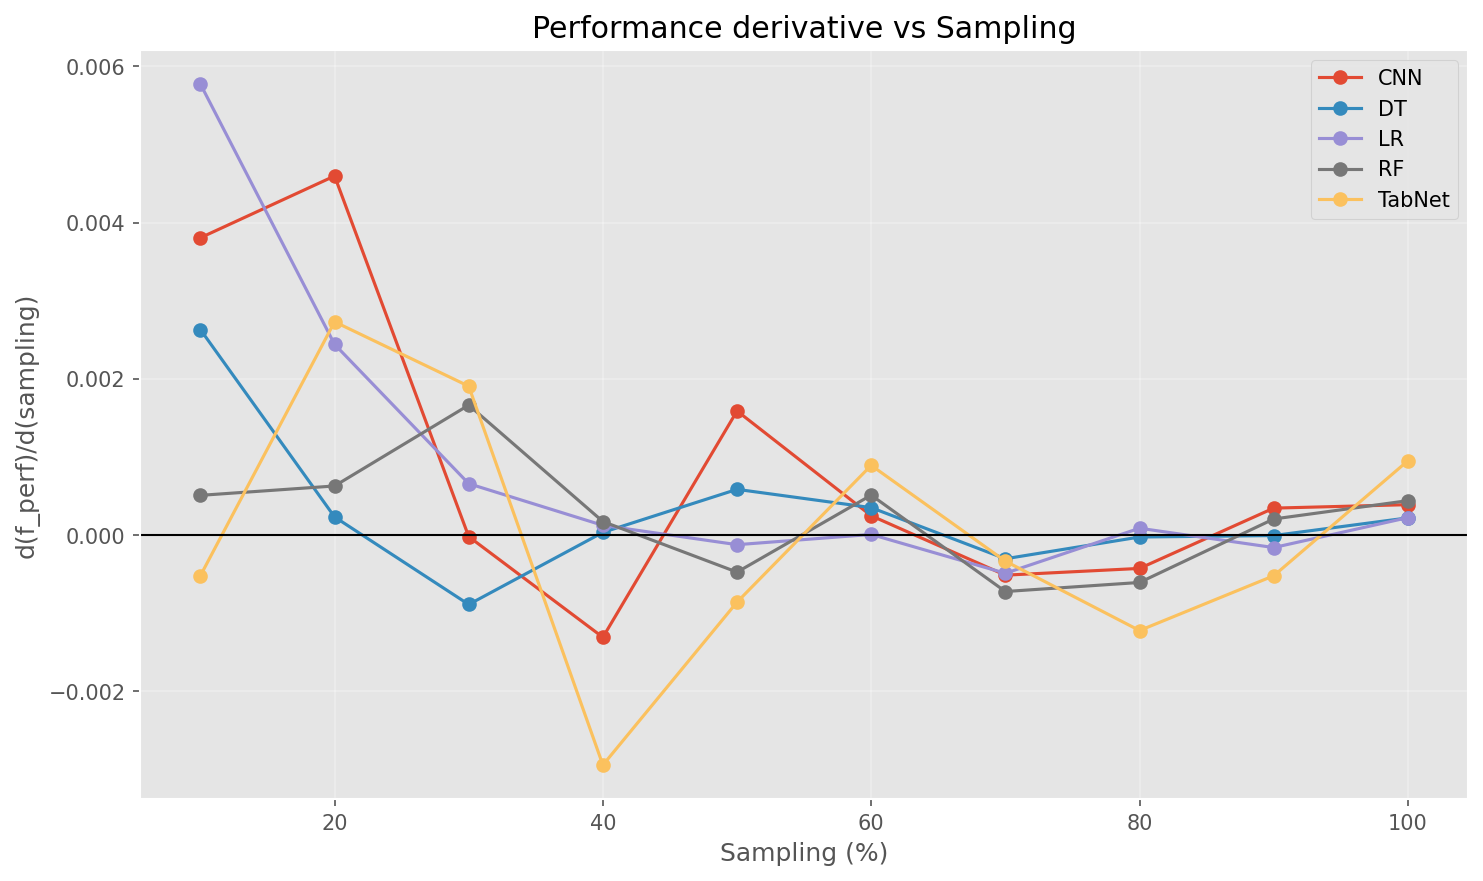 Performance derivative vs Sampling
0.006
0.004
0.002
0.000
−0.002
d(f_perf)/d(sampling)
CNN
DT
LR
RF
TabNet
20
40
60
80
100
Sampling (%)